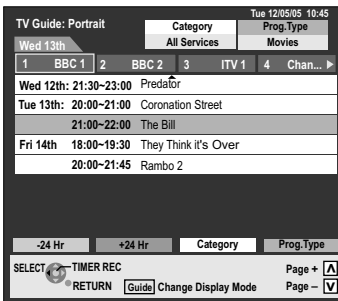 TV Guide: Portrait
Tue 12/05/05 10:45
Category
Prog.Type
Wed 13th
All Services
Movies
1 BBC 1 2 BBC 2 3 ITV 1 4 Chan...
Wed 12th: 21:30~23:00 Predator
Tue 13th: 20:00~21:00 Coronation Street
21:00~22:00 The Bill
Fri 14th 18:00~19:30 They Think it's Over
20:00~21:45 Rambo 2
-24 Hr +24 Hr Category Prog.Type
SELECT TIMER REC Page + Λ
RETURN Guide Change Display Mode Page – V